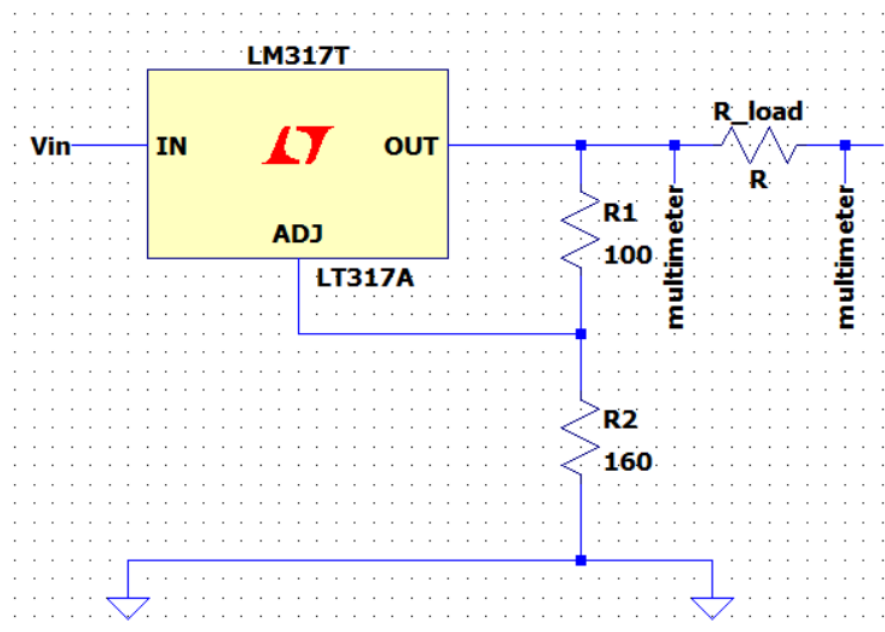 LM317T
Vin
IN
OUT
ADJ
LT317A
R1
100
multimeter
R_load
R
multimeter
R2
160